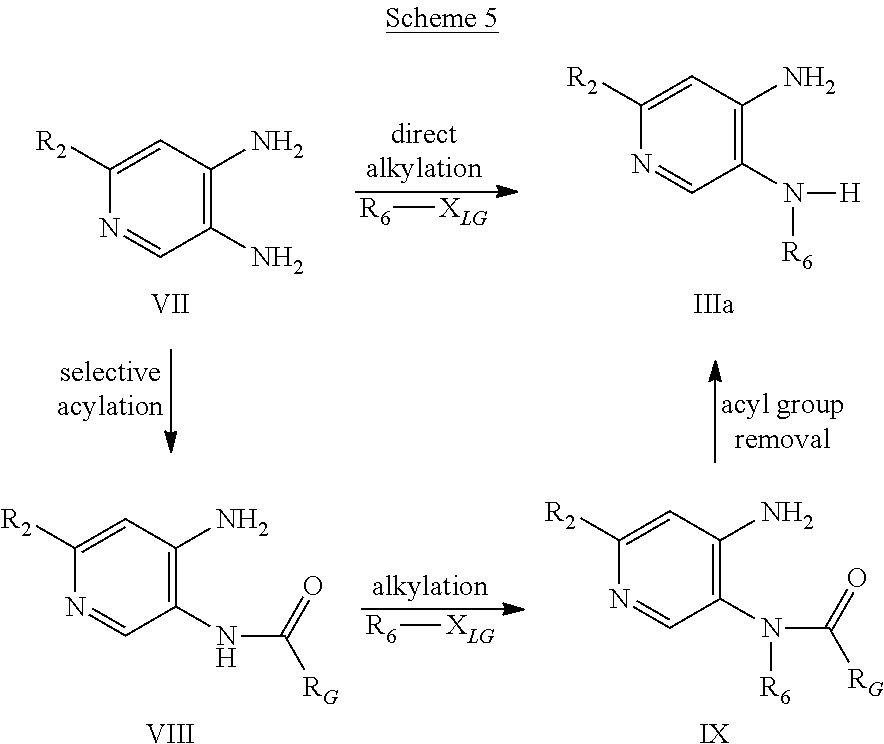 Scheme 5
R2
NH2
N
NH2
VII
direct
alkylation
R6—XLG
R2
NH2
N
N—H
R6
IIIa
selective
acylation
acyl group
removal
R2
NH2
N
N
H
O
RG
VIII
alkylation
R6—XLG
R2
NH2
N
N
R6
O
RG
IX